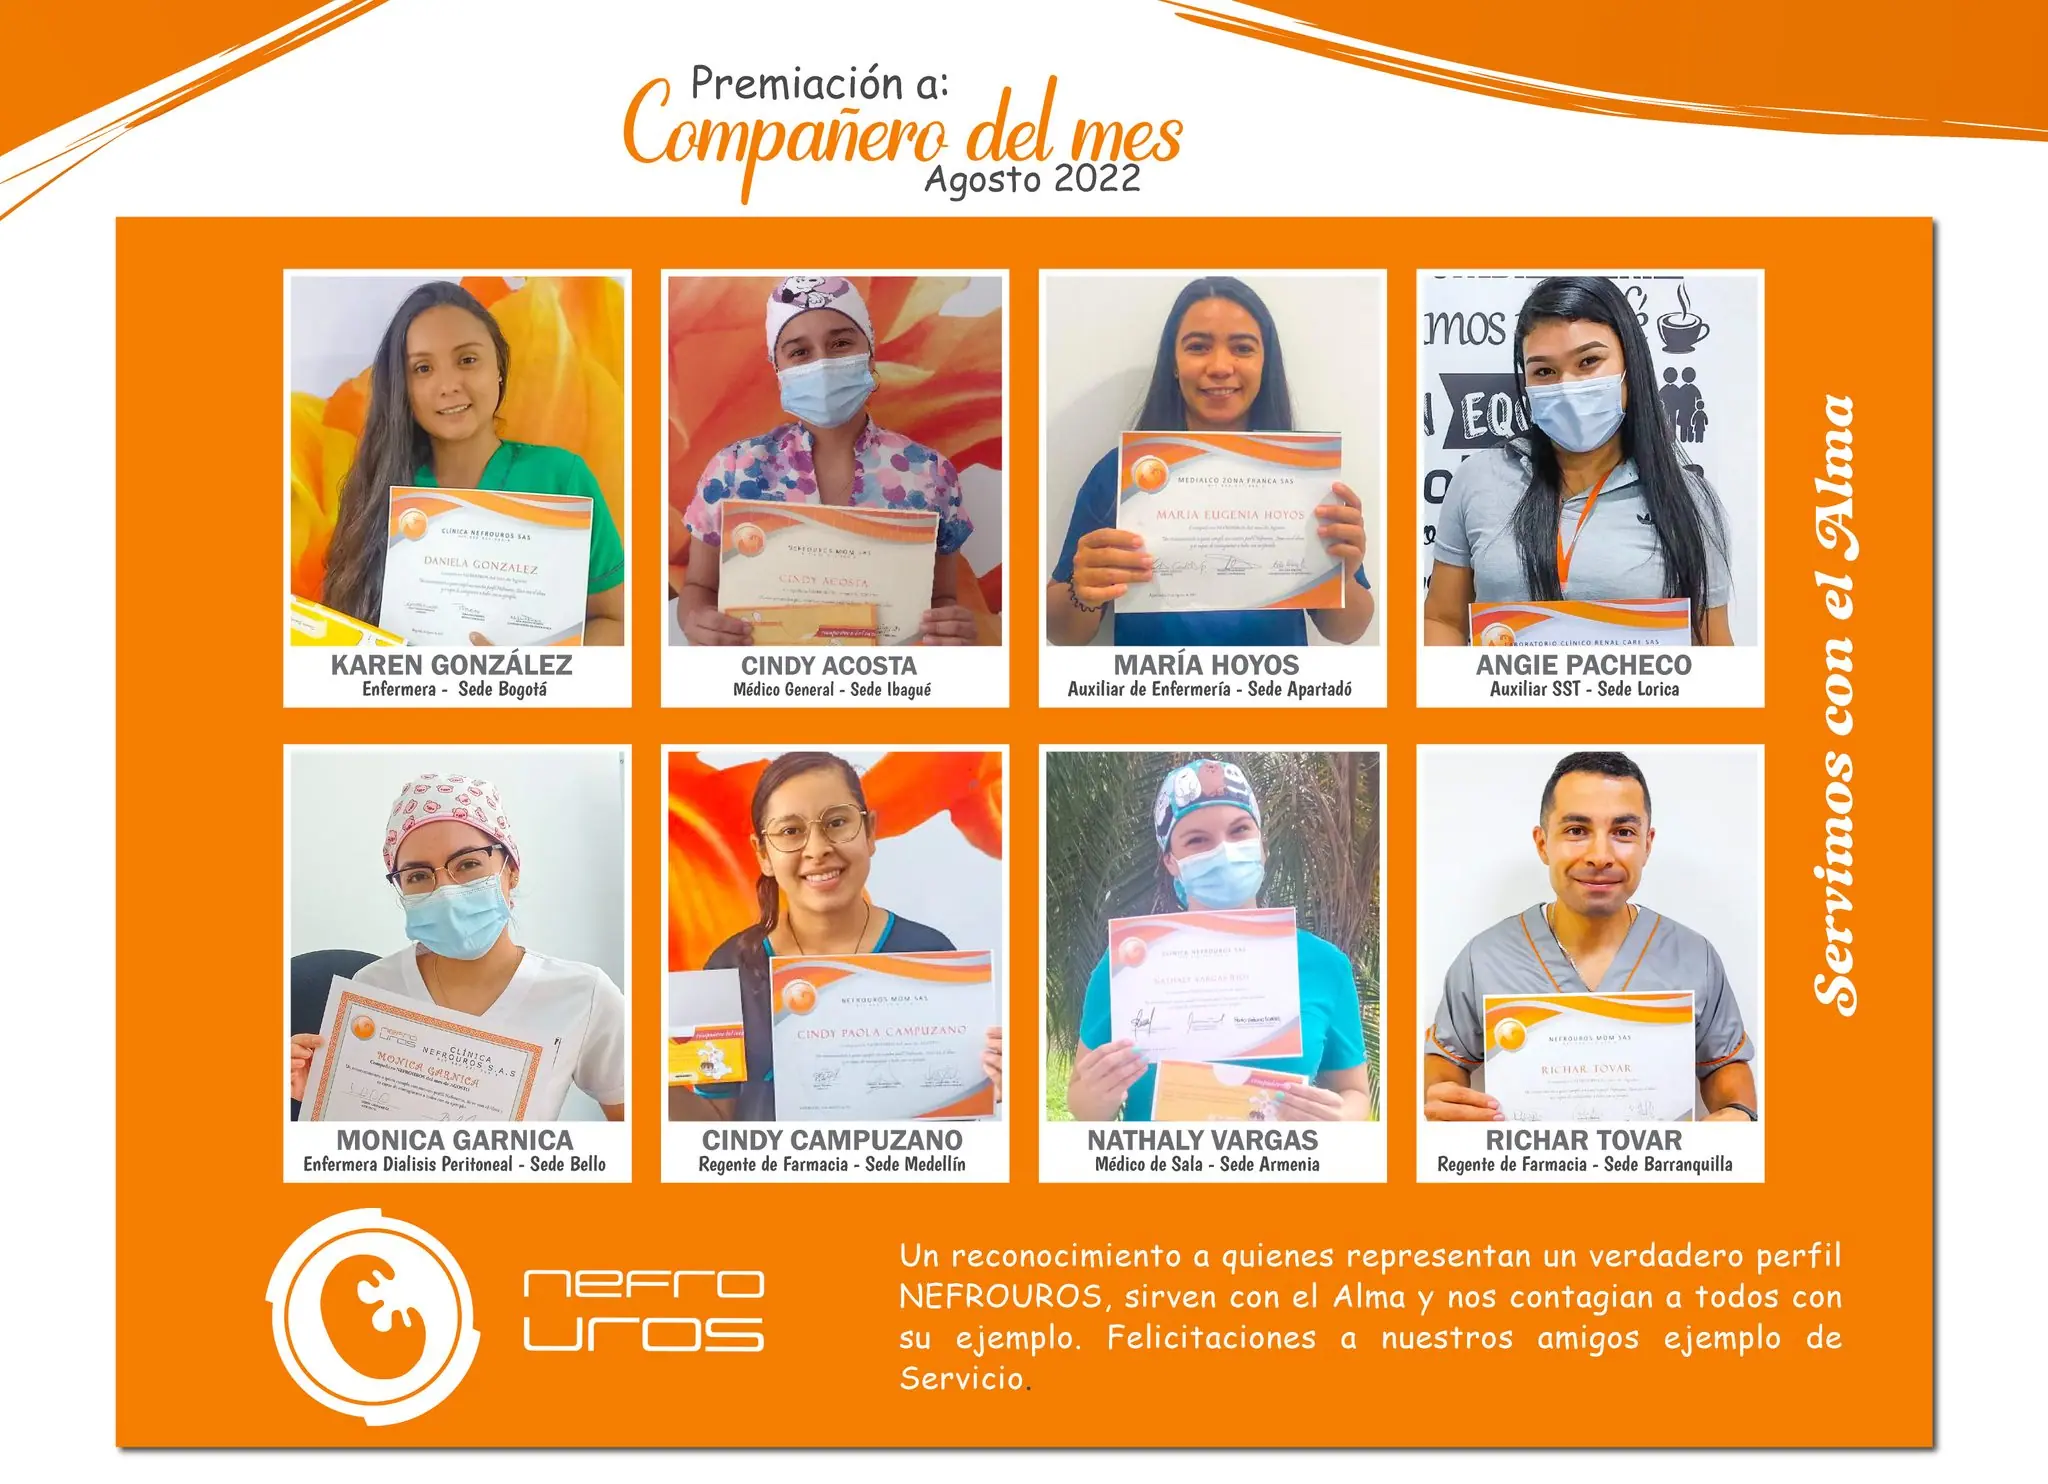 Premiación a:
Compañero del mes
Agosto 2022
CLÍNICA NEFROUROS SAS
DANIELA GONZALEZ
KAREN GONZÁLEZ
Enfermera - Sede Bogotá
NEFROUROS MOM SAS
CINDY ACOSTA
CINDY ACOSTA
Médico General - Sede Ibagué
MEDIALCO ZONA FRANCA SAS
MARIA EUGENIA HOYOS
MARÍA HOYOS
Auxiliar de Enfermería - Sede Apartadó
mos
EQ
LABORATORIO CLÍNICO RENAL CARE SAS
ANGIE PACHECO
Auxiliar SST - Sede Lorica
Servimos con el Alma
NEFRO
UROS
CLÍNICA
NEFROUROS S.A.S
MONICA GARNICA
MONICA GARNICA
Enfermera Dialisis Peritoneal - Sede Bello
NEFROUROS MOM SAS
CINDY PAOLA CAMPUZANO
CINDY CAMPUZANO
Regente de Farmacia - Sede Medellín
CLÍNICA NEFROUROS SAS
NATHALY VARGAS RIOS
NATHALY VARGAS
Médico de Sala - Sede Armenia
NEFROUROS MOM SAS
RICHAR TOVAR
RICHAR TOVAR
Regente de Farmacia - Sede Barranquilla
nefro
uros
Un reconocimiento a quienes representan un verdadero perfil
NEFROUROS, sirven con el Alma y nos contagian a todos con
su ejemplo. Felicitaciones a nuestros amigos ejemplo de
Servicio.